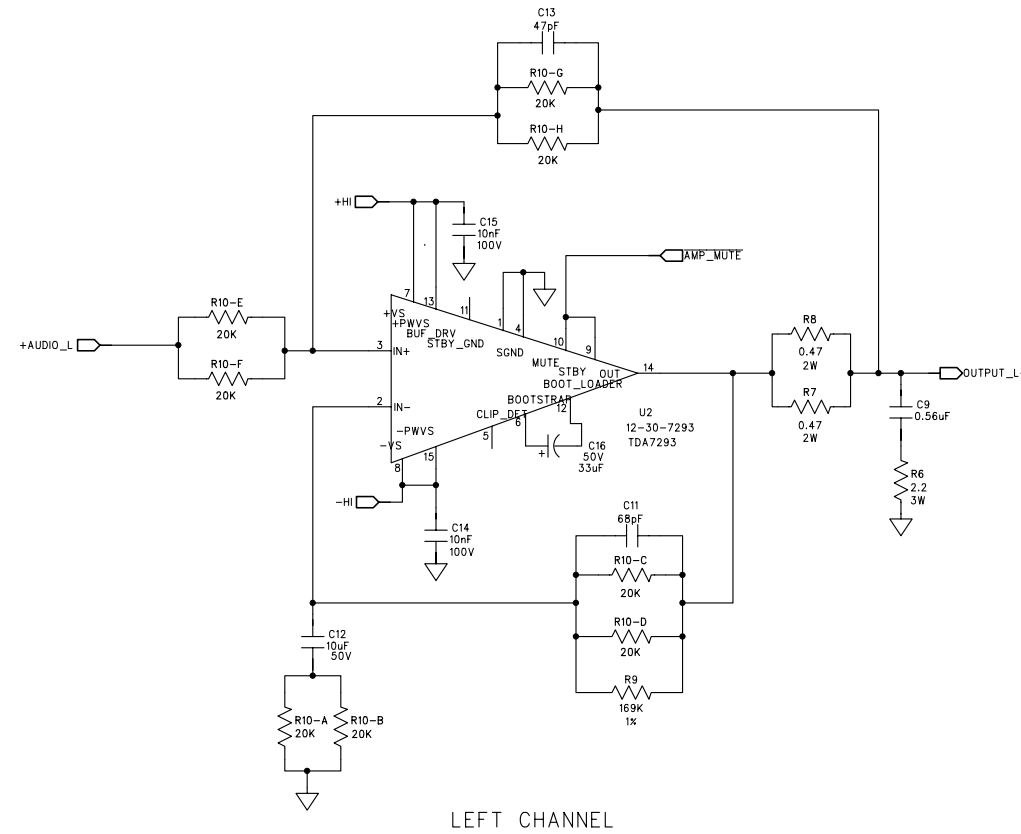 C13
47pF
R10-G
20K
R10-H
20K
+HI
C15
10nF
100V
AMP_MUTE
7
13
11
1
4
10
9
+VS
+PWVS
BUF_DRV
STBY_GND
SGND
MUTE
STBY
OUT
14
BOOT_LOADER
BOOTSTRAP
12
CLIP_DET
6
5
3
IN+
2
IN-
-PWVS
-VS
15
8
+AUDIO_L
R10-E
20K
R10-F
20K
U2
12-30-7293
TDA7293
C16
50V
33uF
+
R8
0.47
2W
R7
0.47
2W
OUTPUT_L
C9
0.56uF
R6
2.2
3W
-HI
C14
10nF
100V
C11
68pF
R10-C
20K
R10-D
20K
R9
169K
1%
C12
10uF
50V
R10-A
20K
R10-B
20K
LEFT CHANNEL